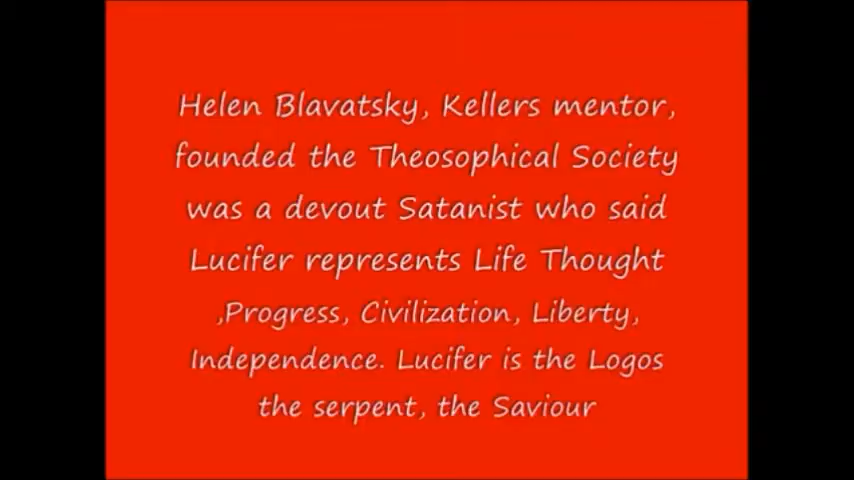 Helen Blavatsky, Kellers mentor,
founded the Theosophical Society
was a devout Satanist who said
Lucifer represents Life Thought
,Progress, Civilization, Liberty,
Independence. Lucifer is the Logos
the serpent, the Saviour